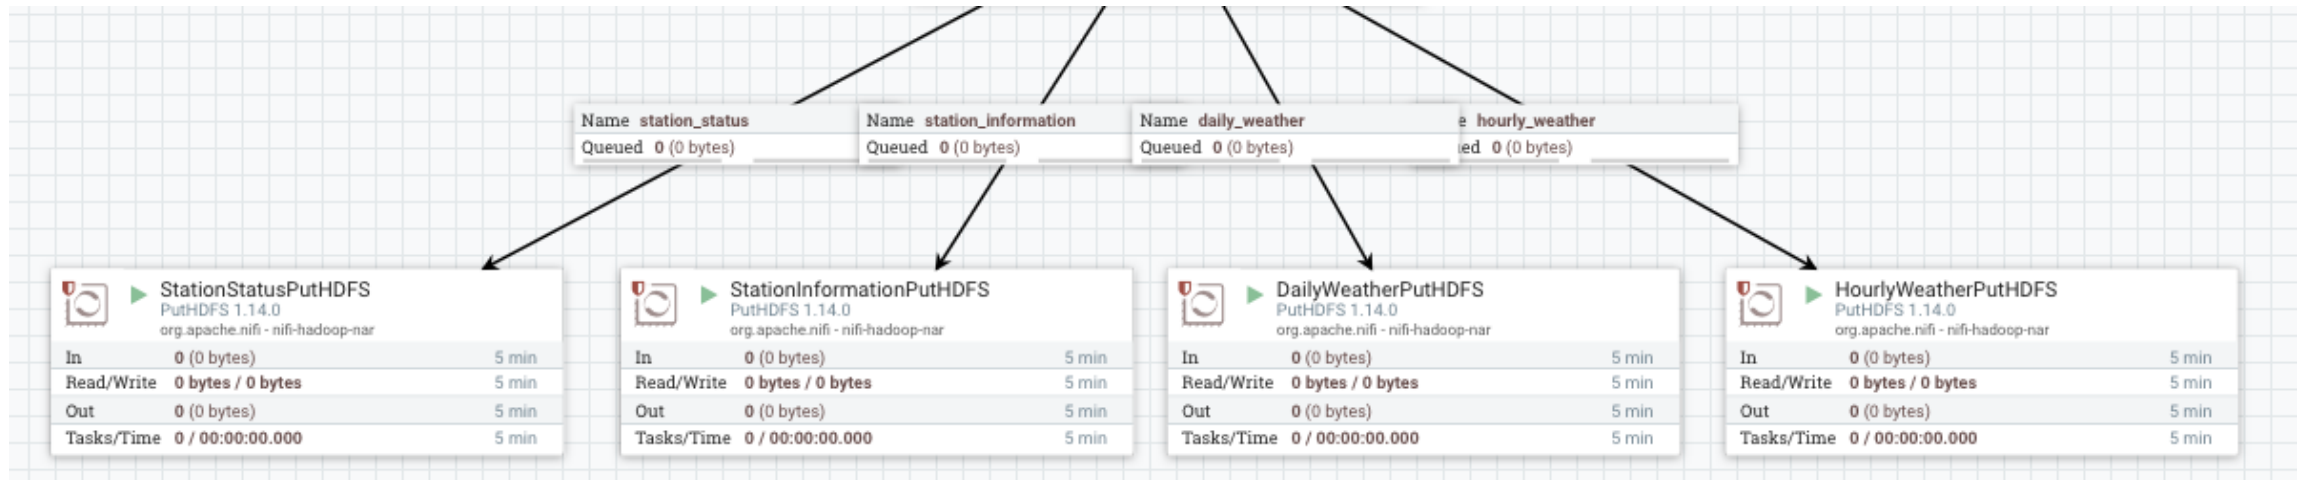 Name station_status
Queued 0 (0 bytes)
Name station_information
Queued 0 (0 bytes)
Name daily_weather
Queued 0 (0 bytes)
e hourly_weather
ed 0 (0 bytes)
StationStatusPutHDFS
PutHDFS 1.14.0
org.apache.nifi - nifi-hadoop-nar
In 0 (0 bytes) 5 min
Read/Write 0 bytes / 0 bytes 5 min
Out 0 (0 bytes) 5 min
Tasks/Time 0 / 00:00:00.000 5 min
StationInformationPutHDFS
PutHDFS 1.14.0
org.apache.nifi - nifi-hadoop-nar
In 0 (0 bytes) 5 min
Read/Write 0 bytes / 0 bytes 5 min
Out 0 (0 bytes) 5 min
Tasks/Time 0 / 00:00:00.000 5 min
DailyWeatherPutHDFS
PutHDFS 1.14.0
org.apache.nifi - nifi-hadoop-nar
In 0 (0 bytes) 5 min
Read/Write 0 bytes / 0 bytes 5 min
Out 0 (0 bytes) 5 min
Tasks/Time 0 / 00:00:00.000 5 min
HourlyWeatherPutHDFS
PutHDFS 1.14.0
org.apache.nifi - nifi-hadoop-nar
In 0 (0 bytes) 5 min
Read/Write 0 bytes / 0 bytes 5 min
Out 0 (0 bytes) 5 min
Tasks/Time 0 / 00:00:00.000 5 min